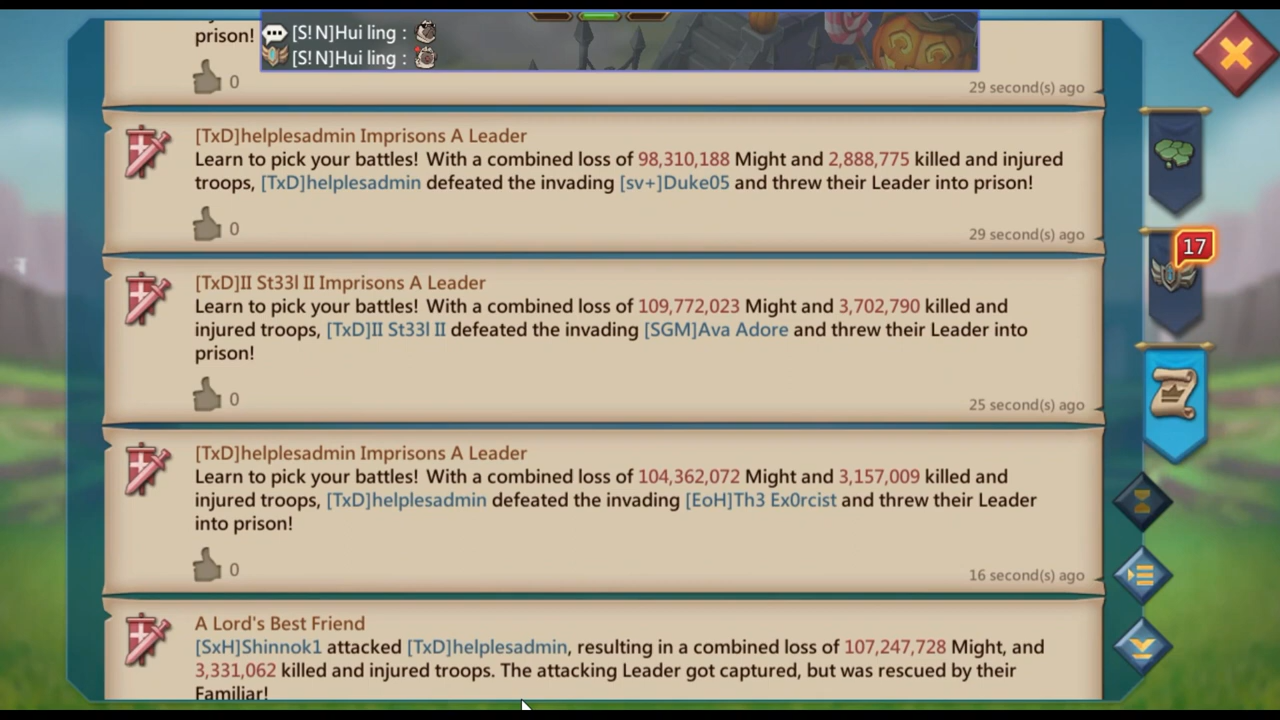 [S! N]Hui ling :
[S! N]Hui ling :
prison!
0
29 second(s) ago
[TxD]helplesadmin Imprisons A Leader
Learn to pick your battles! With a combined loss of 98,310,188 Might and 2,888,775 killed and injured
troops, [TxD]helplesadmin defeated the invading [sv+]Duke05 and threw their Leader into prison!
0
29 second(s) ago
17
[TxD]II St33l II Imprisons A Leader
Learn to pick your battles! With a combined loss of 109,772,023 Might and 3,702,790 killed and
injured troops, [TxD]II St33l II defeated the invading [SGM]Ava Adore and threw their Leader into
prison!
0
25 second(s) ago
[TxD]helplesadmin Imprisons A Leader
Learn to pick your battles! With a combined loss of 104,362,072 Might and 3,157,009 killed and
injured troops, [TxD]helplesadmin defeated the invading [EoH]Th3 Ex0rcist and threw their Leader
into prison!
0
16 second(s) ago
A Lord's Best Friend
[SxH]Shinnok1 attacked [TxD]helplesadmin, resulting in a combined loss of 107,247,728 Might, and
3,331,062 killed and injured troops. The attacking Leader got captured, but was rescued by their
Familiar!